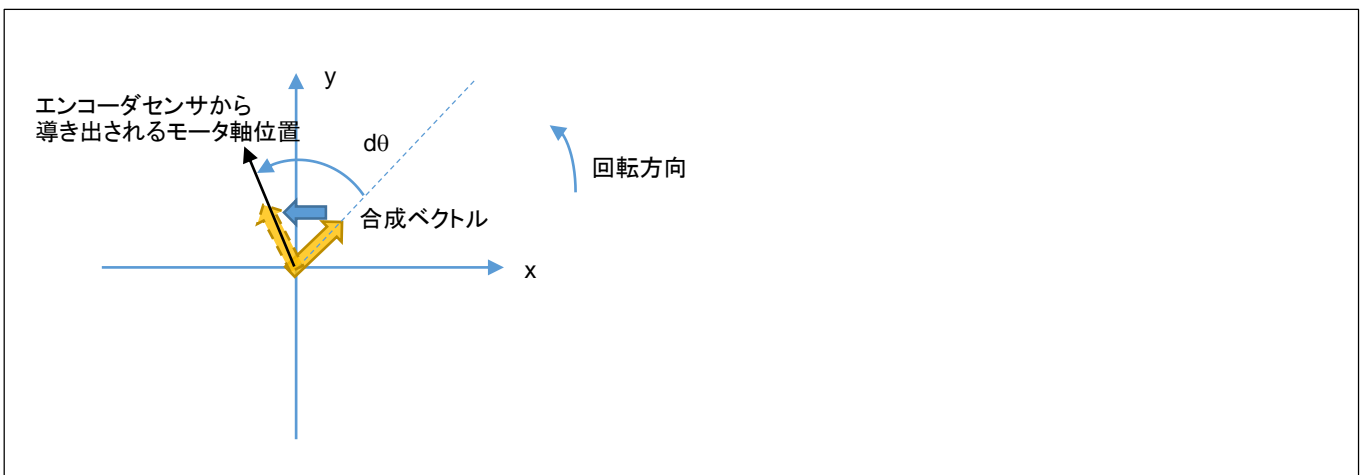 y
エンコーダセンサから
導き出されるモータ軸位置
dθ
回転方向
合成ベクトル
x